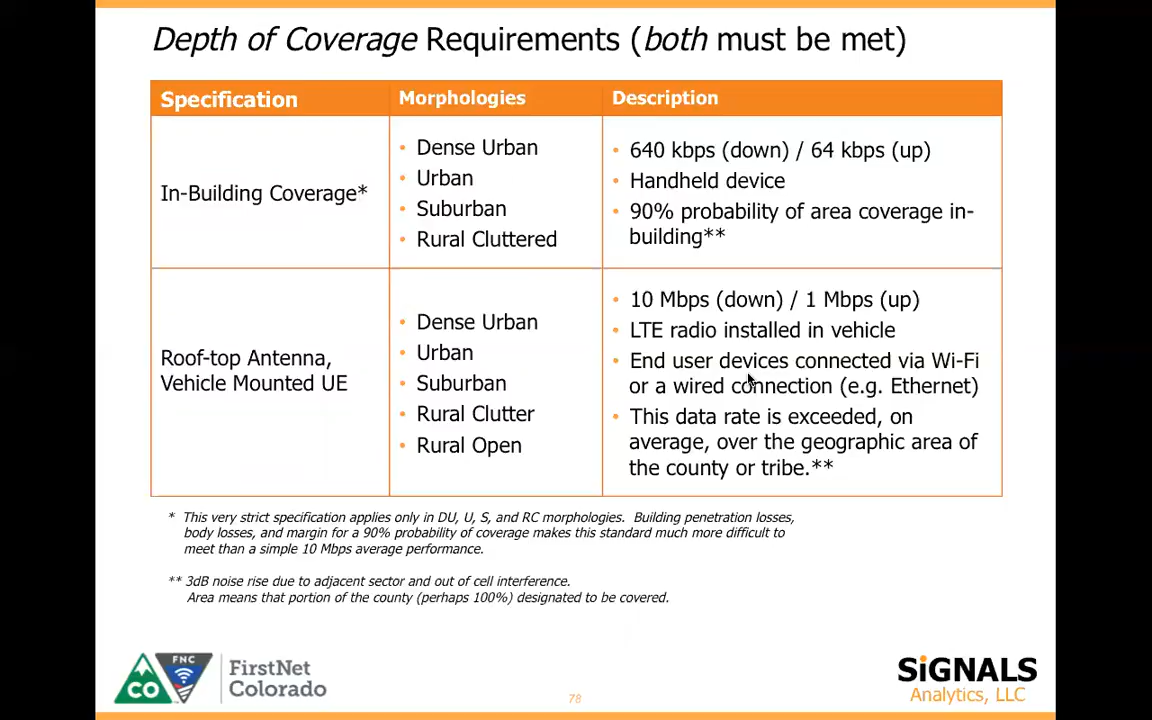 Depth of Coverage Requirements (both must be met)
Specification
Morphologies
Description
In-Building Coverage*
• Dense Urban
• Urban
• Suburban
• Rural Cluttered
• 640 kbps (down) / 64 kbps (up)
• Handheld device
• 90% probability of area coverage in-
building**
Roof-top Antenna,
Vehicle Mounted UE
• Dense Urban
• Urban
• Suburban
• Rural Clutter
• Rural Open
• 10 Mbps (down) / 1 Mbps (up)
• LTE radio installed in vehicle
• End user devices connected via Wi-Fi
or a wired connection (e.g. Ethernet)
• This data rate is exceeded, on
average, over the geographic area of
the county or tribe.**
* This very strict specification applies only in DU, U, S, and RC morphologies. Building penetration losses,
body losses, and margin for a 90% probability of coverage makes this standard much more difficult to
meet than a simple 10 Mbps average performance.
** 3dB noise rise due to adjacent sector and out of cell interference.
Area means that portion of the county (perhaps 100%) designated to be covered.
CO
FNC
FirstNet
Colorado
78
SiGNALS
Analytics, LLC